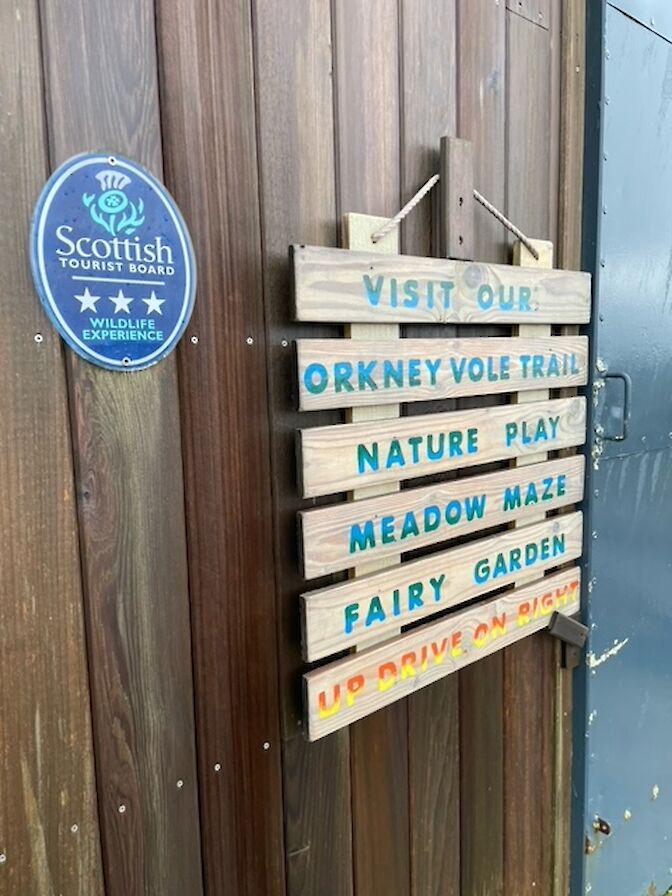 Scottish
TOURIST BOARD
WILDLIFE
EXPERIENCE
VISIT OUR:
ORKNEY VOLE TRAIL
NATURE PLAY
MEADOW MAZE
FAIRY GARDEN
UP DRIVE ON RIGHT